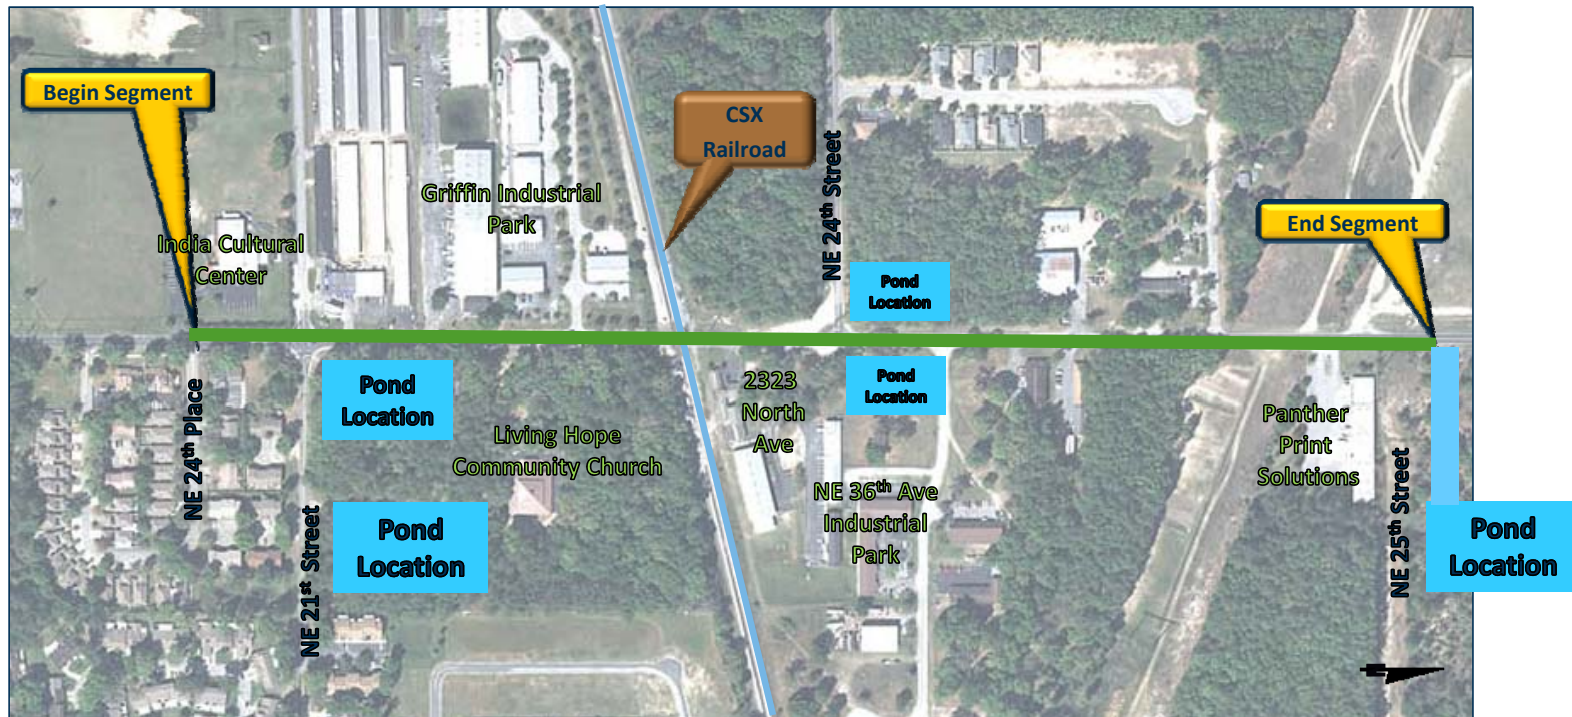 Begin Segment
CSX
Railroad
Griffin Industrial
Park
NE 24th Street
End Segment
India Cultural
Center
Pond
Location
Pond
Location
Pond
Location
2323
North
Ave
NE 24th Place
Living Hope
Community Church
Panther
Print
Solutions
NE 36th Ave
Industrial
Park
NE 25th Street
Pond
Location
Pond
Location
NE 21st Street